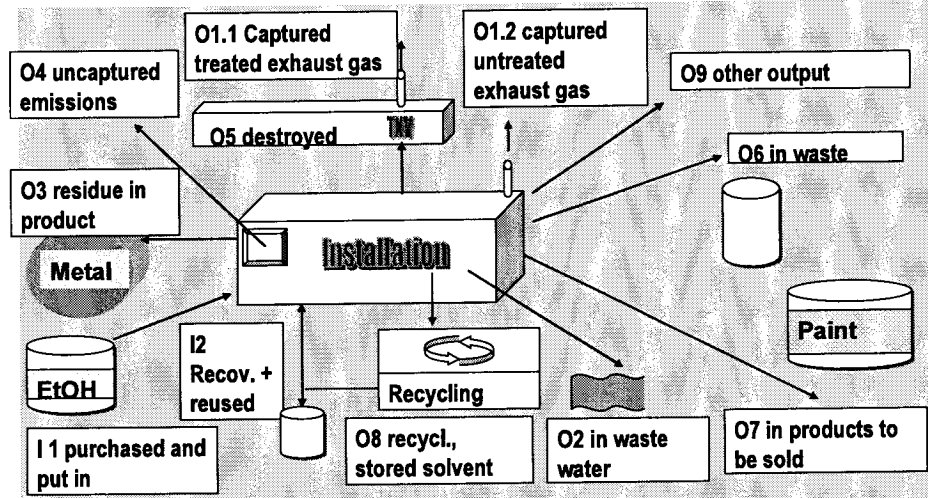 O1.1 Captured
treated exhaust gas
O1.2 captured
untreated
exhaust gas
O4 uncaptured
emissions
O9 other output
O5 destroyed
TNV
O6 in waste
O3 residue in
product
Installation
Metal
Paint
I2
Recov. +
reused
EtOH
Recycling
I 1 purchased and
put in
O8 recycl.,
stored solvent
O2 in waste
water
O7 in products to
be sold